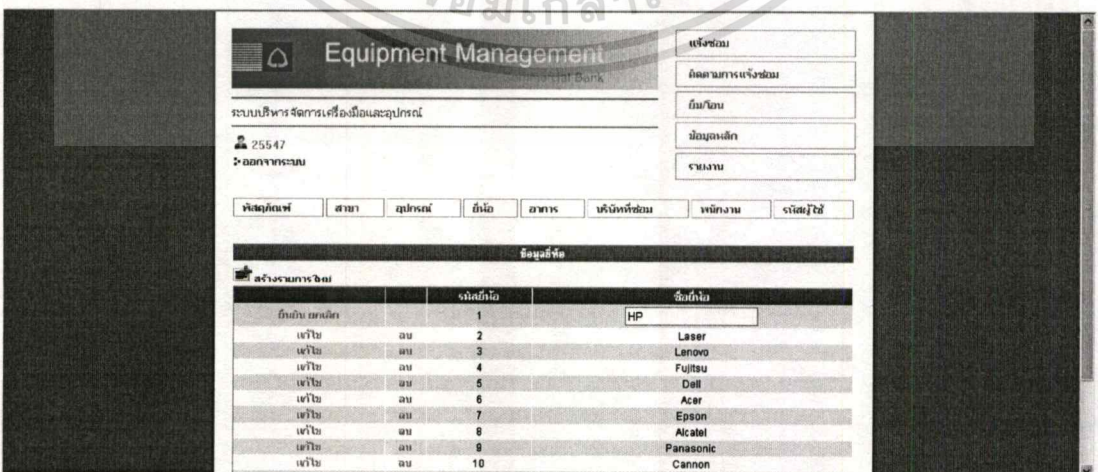 Equipment Management
Bank
ระบบบริหารจัดการเครื่องมือและอุปกรณ์
25547
ออกจากระบบ
แจ้งซ่อม
ติดตามการแจ้งซ่อม
ยืม/โอน
ข้อมูลหลัก
รายงาน
พัสดุภัณฑ์ สาขา อุปกรณ์ ยี่ห้อ อาการ บริษัทที่ซ่อม พนักงาน รหัสผู้ใช้
ข้อมูลยี่ห้อ
สร้างรายการใหม่
รหัสยี่ห้อ ชื่อยี่ห้อ
ยืนยัน ยกเลิก 1 HP
แก้ไข ลบ 2 Laser
แก้ไข ลบ 3 Lenovo
แก้ไข ลบ 4 Fujitsu
แก้ไข ลบ 5 Dell
แก้ไข ลบ 6 Acer
แก้ไข ลบ 7 Epson
แก้ไข ลบ 8 Alcatel
แก้ไข ลบ 9 Panasonic
แก้ไข ลบ 10 Cannon